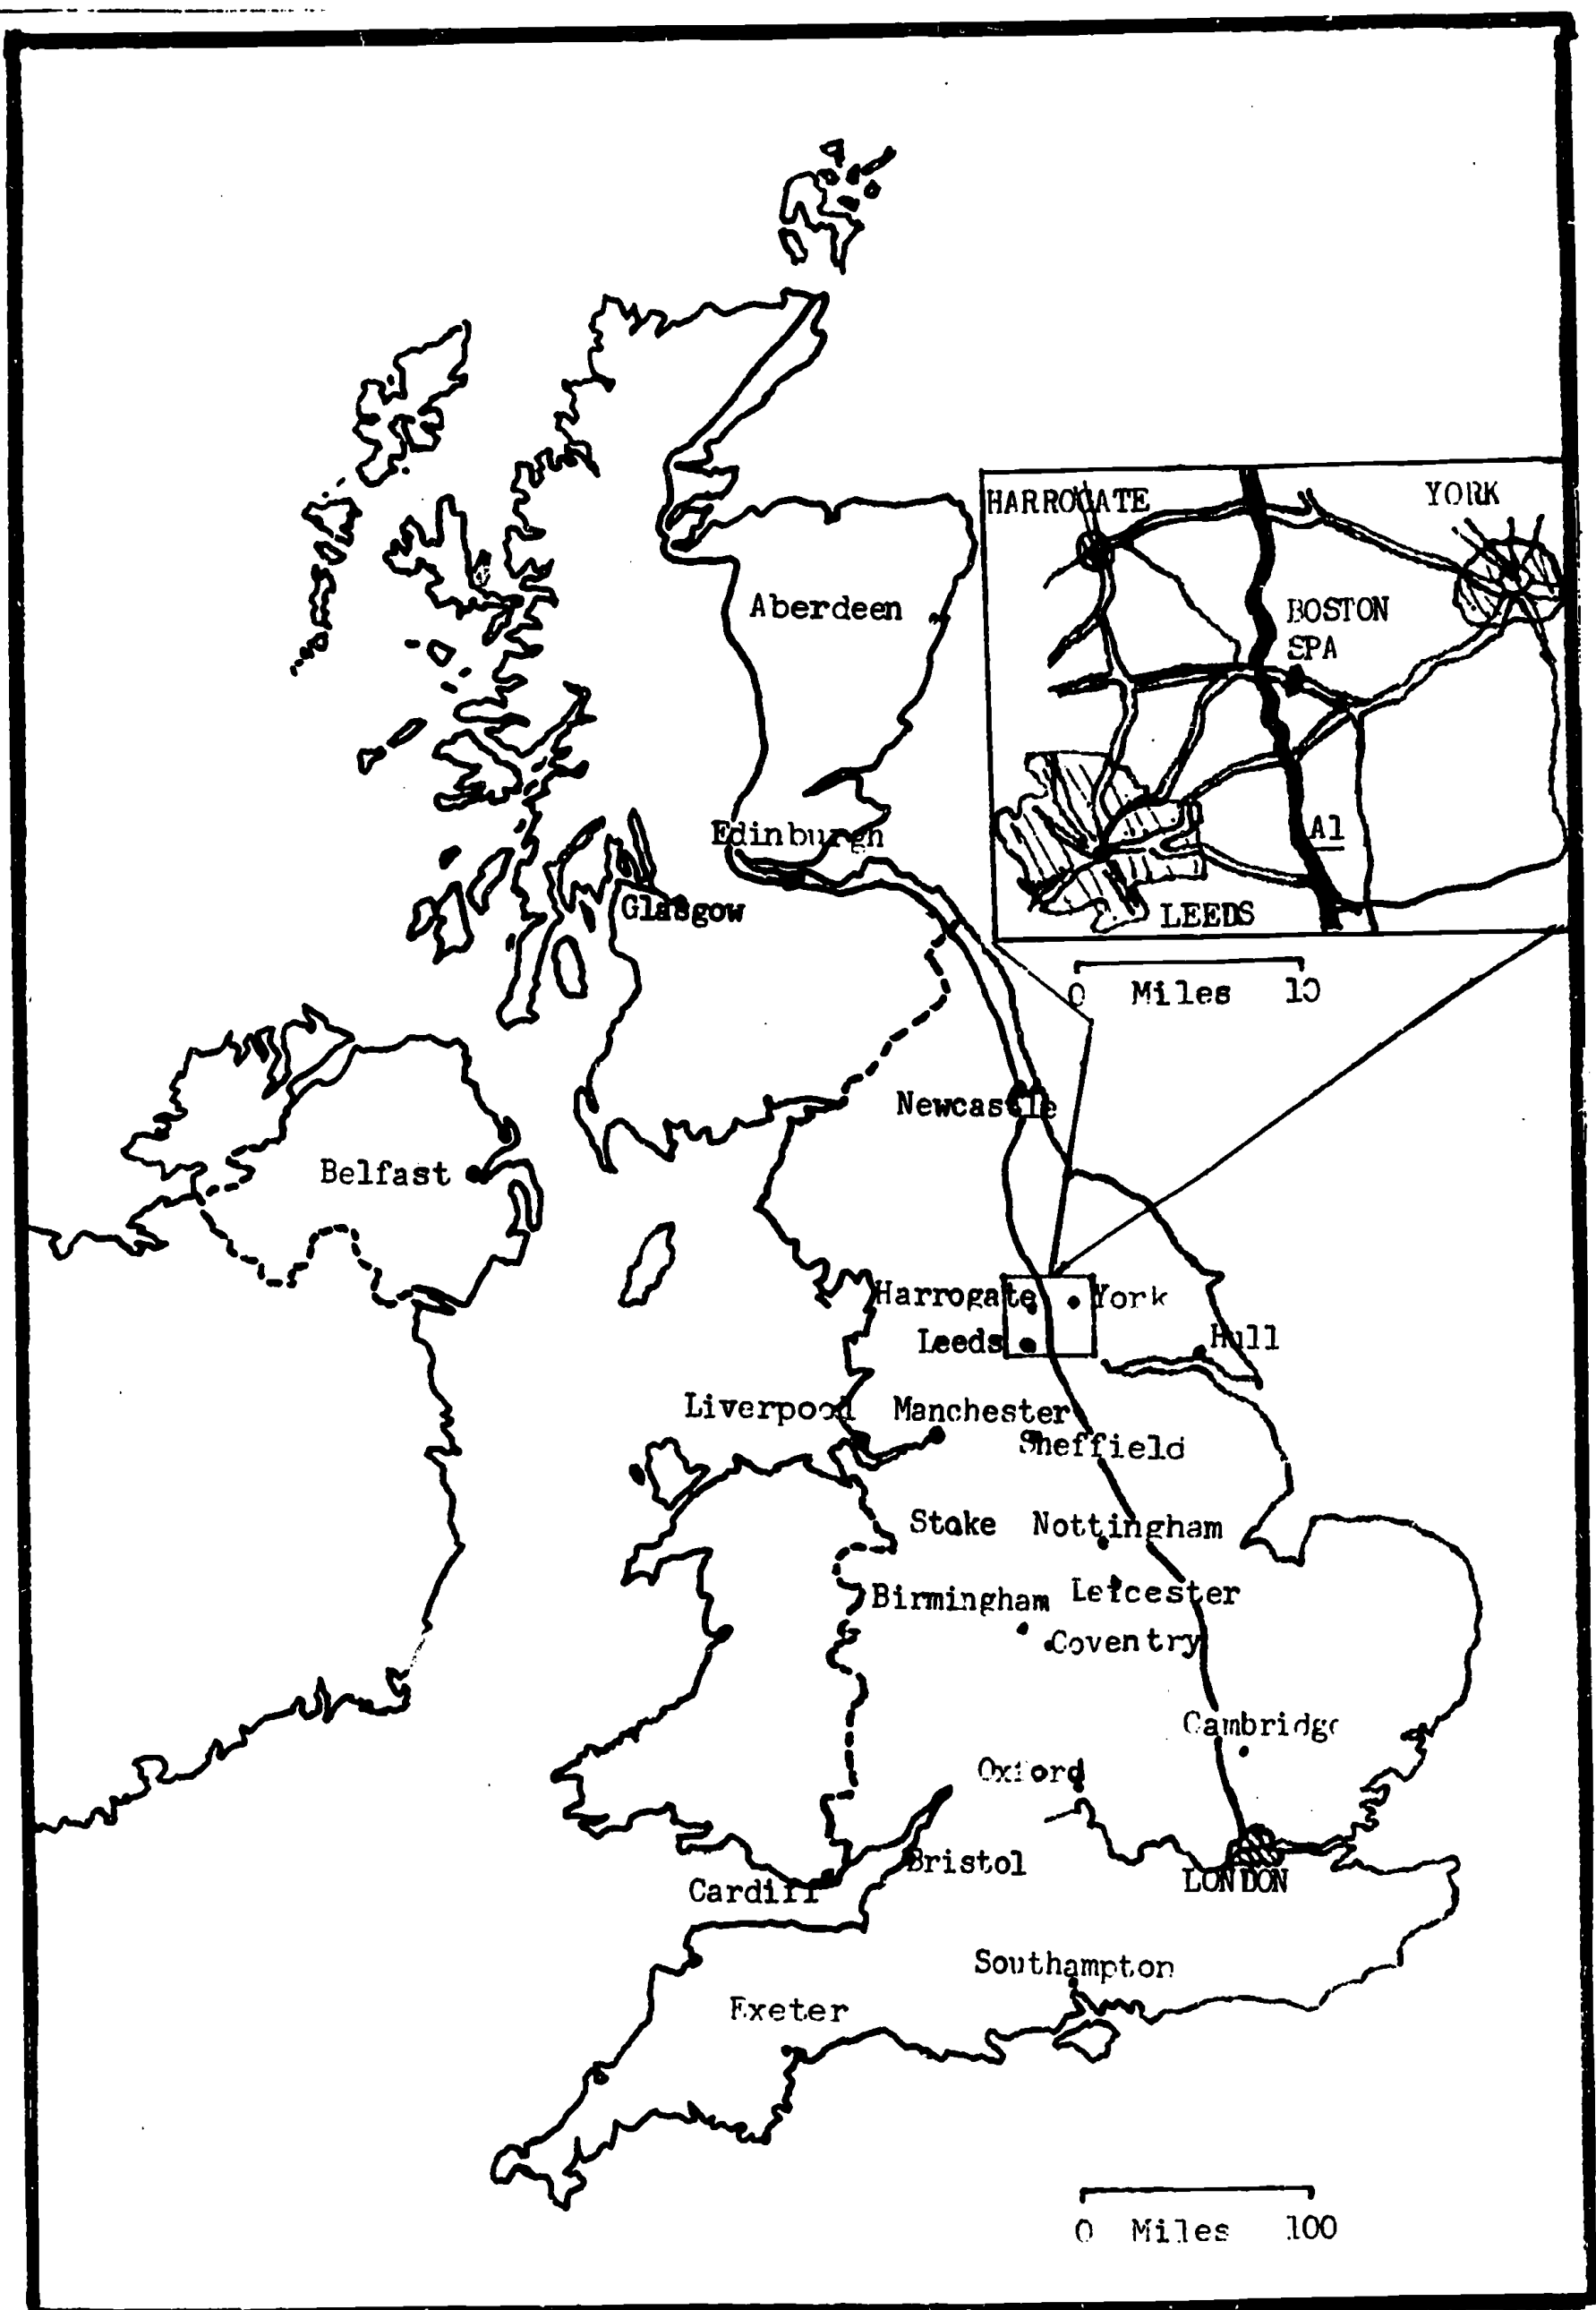 HARROGATE
YORK
BOSTON
SPA
Aberdeen
A1
Edinburgh
Glasgow
LEEDS
0 Miles 10
Newcastle
Belfast
Harrogate
York
Leeds
Hull
Liverpool
Manchester
Sheffield
Stoke
Nottingham
Birmingham
Leicester
Coventry
Cambridge
Oxford
Bristol
LONDON
Cardiff
Southampton
Exeter
0 Miles 100